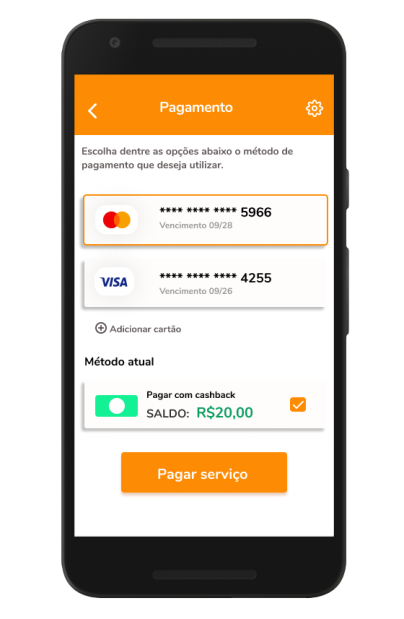 Pagamento
Escolha dentre as opções abaixo o método de
pagamento que deseja utilizar.
**** **** **** 5966
Vencimento 09/28
VISA
**** **** **** 4255
Vencimento 09/26
Adicionar cartão
Método atual
Pagar com cashback
SALDO: R$20,00
Pagar serviço